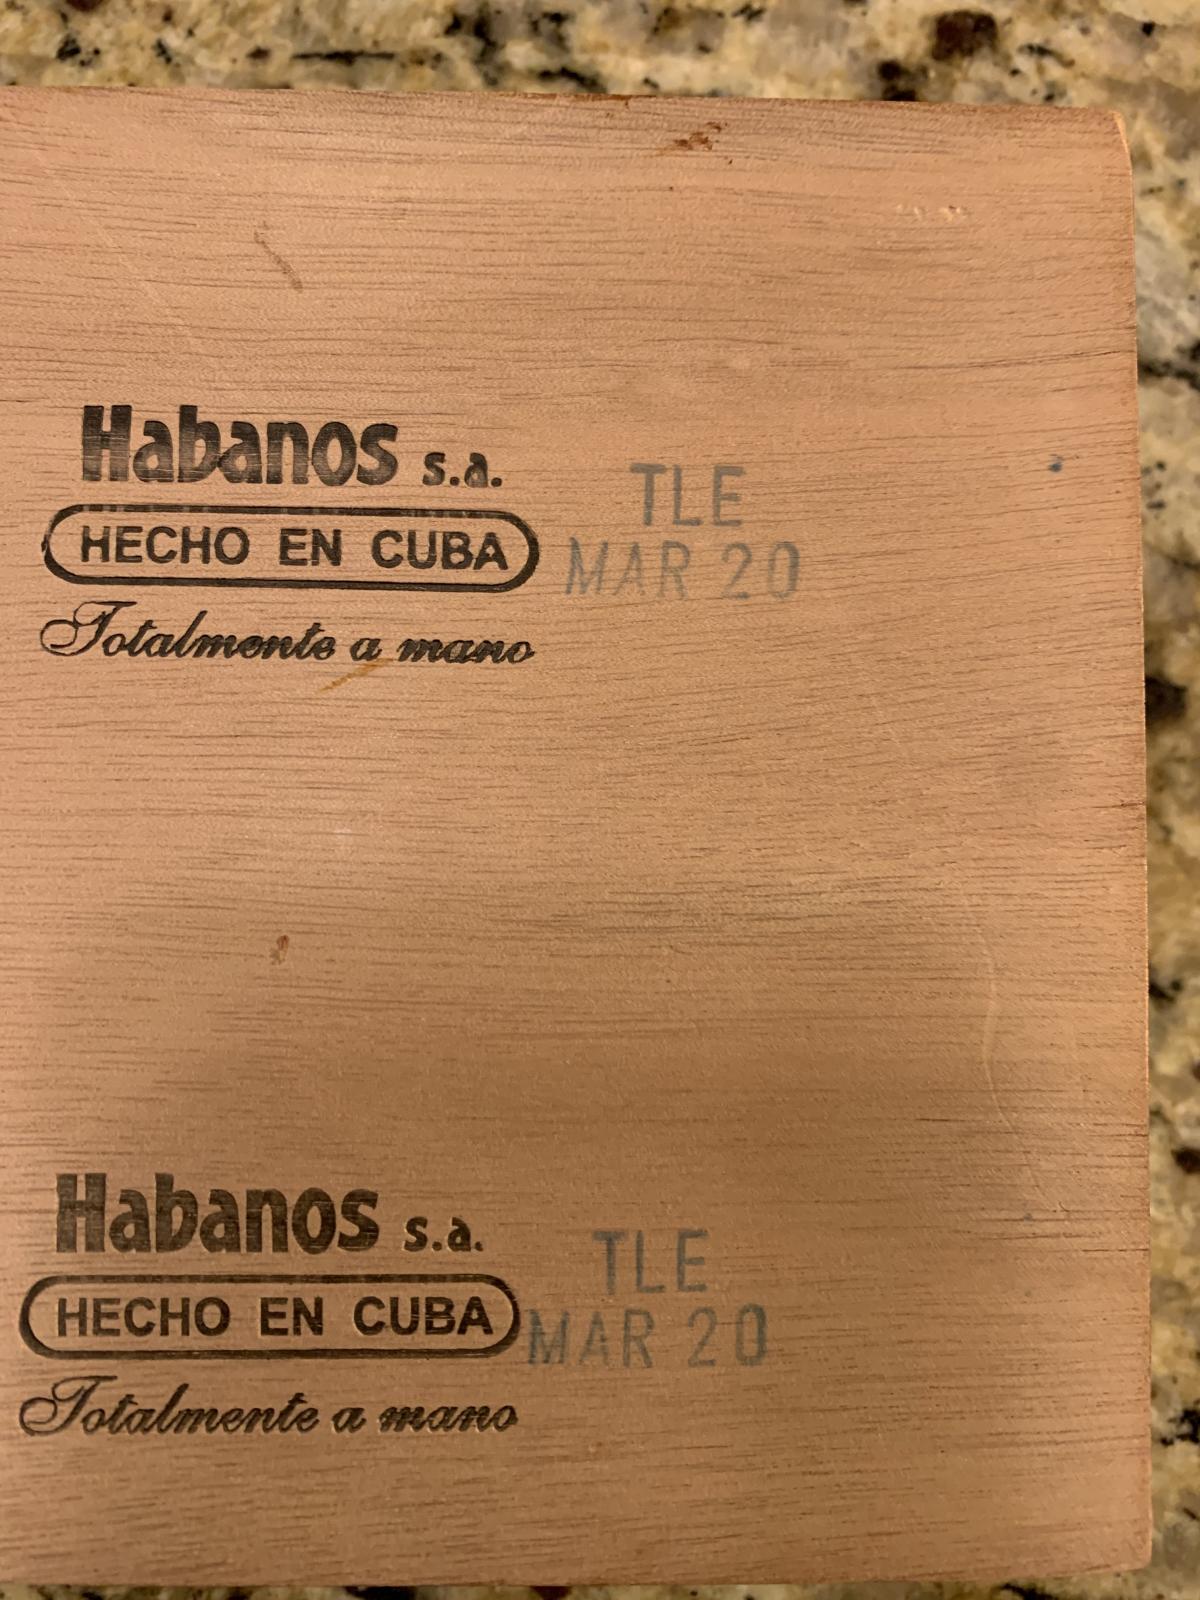 Habanos s.a.
HECHO EN CUBA
Totalmente a mano
TLE
MAR 20
Habanos s.a.
HECHO EN CUBA
Totalmente a mano
TLE
MAR 20